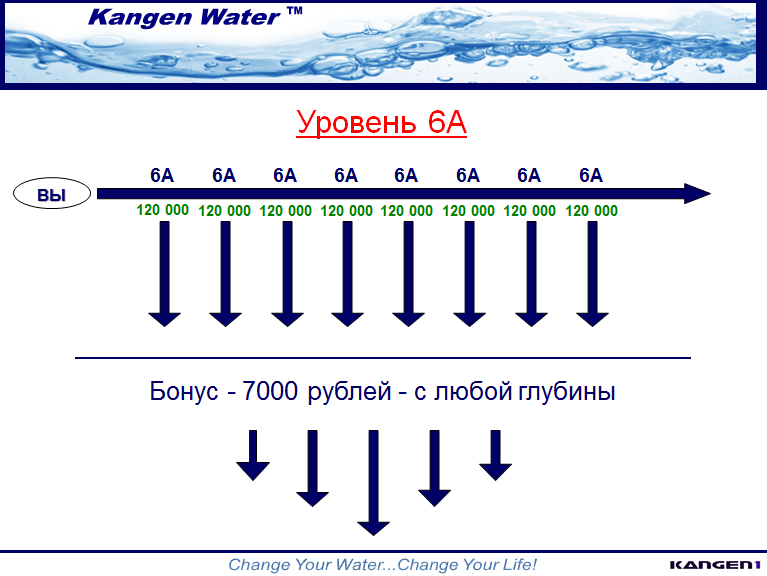 Kangen Water ™
Уровень 6А
6А 6А 6А 6А 6А 6А 6А 6А
ВЫ
120 000 120 000 120 000 120 000 120 000 120 000 120 000 120 000
Бонус - 7000 рублей - с любой глубины
Change Your Water...Change Your Life!
KANGEN1